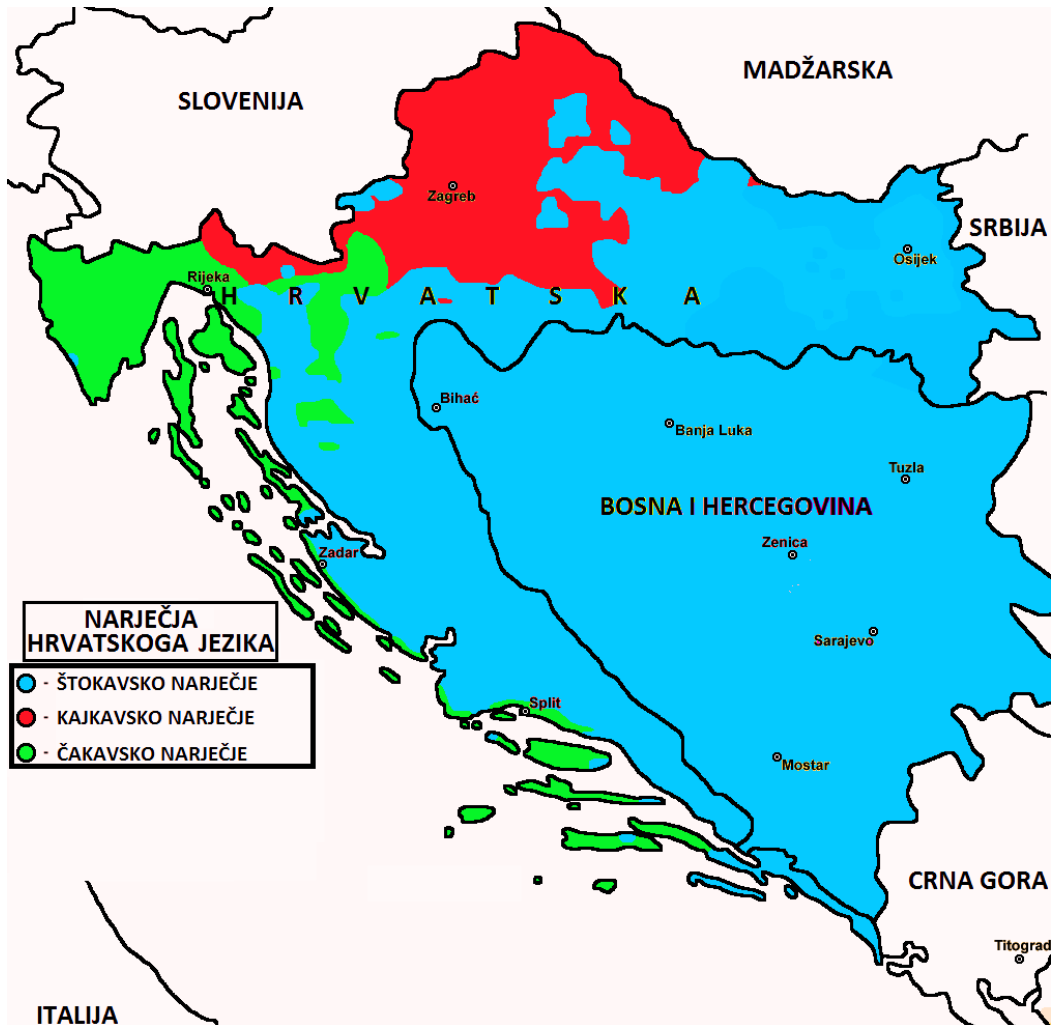 MADŽARSKA
SLOVENIJA
Zagreb
SRBIJA
Osijek
Rijeka
HRVATSKA
Bihać
Banja Luka
Tuzla
BOSNA I HERCEGOVINA
Zenica
Zadar
NARJEČJA
HRVATSKOGA JEZIKA
Sarajevo
- ŠTOKAVSKO NARJEČJE
- KAJKAVSKO NARJEČJE
- ČAKAVSKO NARJEČJE
Split
Mostar
CRNA GORA
Titograd
ITALIJA